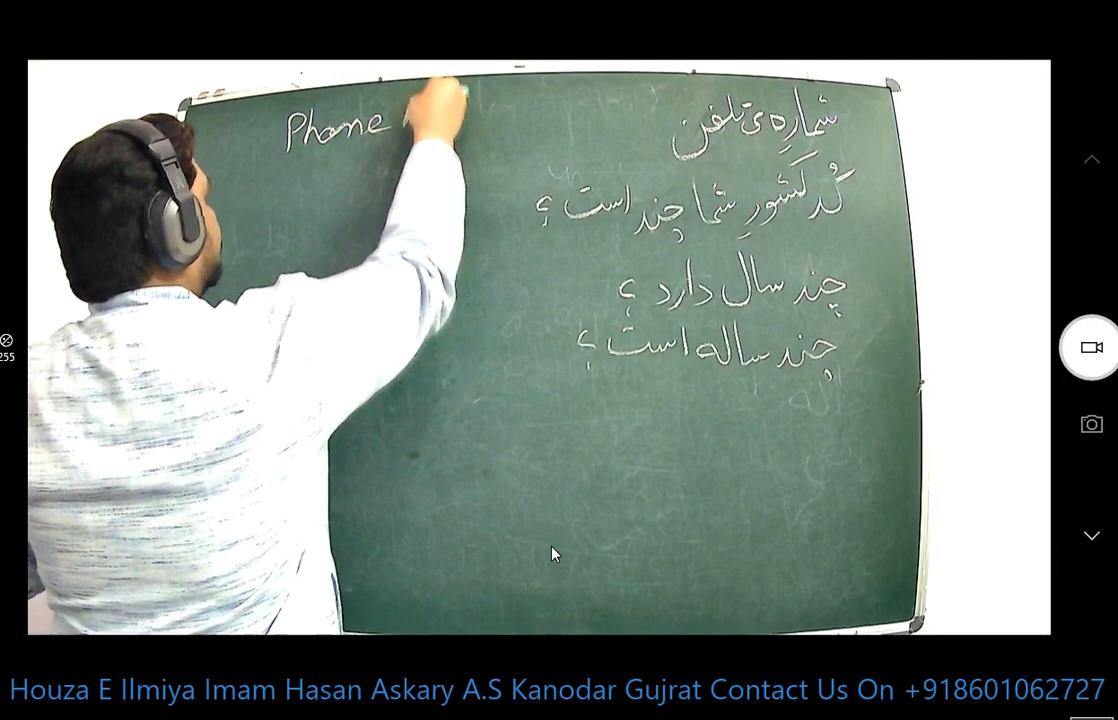 Phone شماره‌ی تلفن
کُد کشورِ شما چند است؟
چند سال دارد؟
چند ساله است؟
255
Houza E Ilmiya Imam Hasan Askary A.S Kanodar Gujrat Contact Us On +918601062727